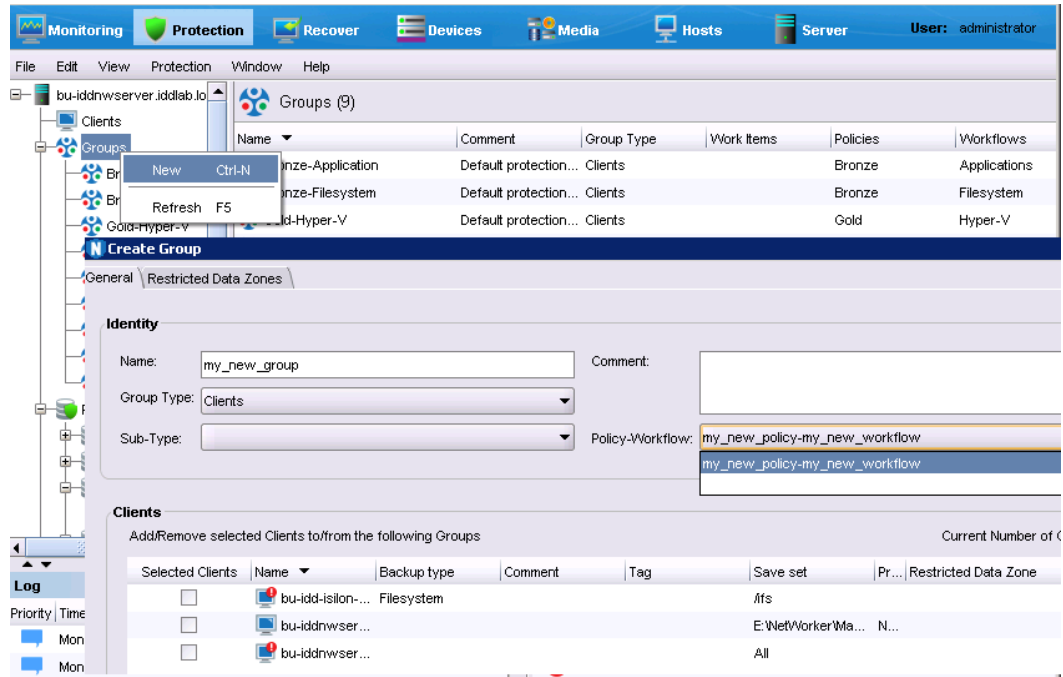 Monitoring Protection Recover Devices Media Hosts Server User: administrator
File Edit View Protection Window Help
bu-iddnwserver.iddlab.lo
Clients
Groups
New Ctrl-N
Refresh F5
Br
Br
Gold-Hyper-V
Groups (9)
Name Comment Group Type Work Items Policies Workflows
onze-Application Default protection... Clients Bronze Applications
onze-Filesystem Default protection... Clients Bronze Filesystem
ld-Hyper-V Default protection... Clients Gold Hyper-V
N Create Group
General Restricted Data Zones
Identity
Name: my_new_group Comment:
Group Type: Clients
Sub-Type: Policy-Workflow: my_new_policy-my_new_workflow
my_new_policy-my_new_workflow
Clients
Add/Remove selected Clients to/from the following Groups Current Number of
Selected Clients Name Backup type Comment Tag Save set Pr... Restricted Data Zone
bu-idd-isilon-... Filesystem /ifs
bu-iddnwser... E:\NetWorker\Ma... N...
bu-iddnwser... All
Log
Priority Time
Mon
Mon